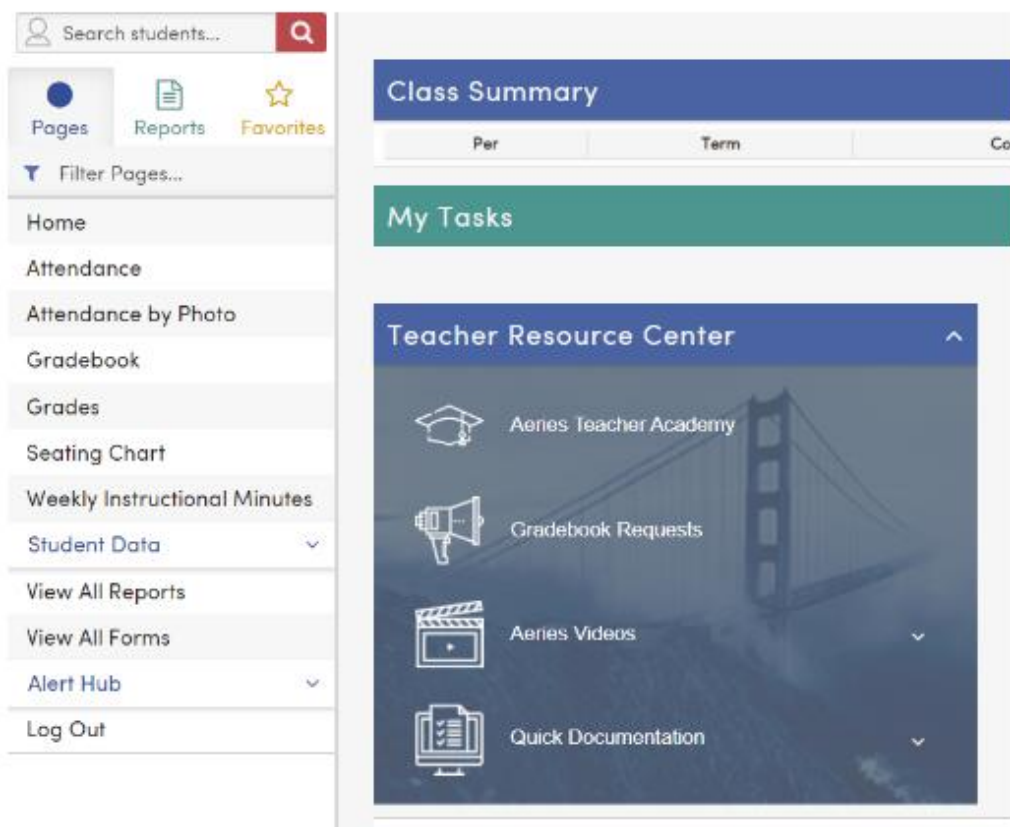 Search students...
Pages Reports Favorites
Filter Pages...
Home
Attendance
Attendance by Photo
Gradebook
Grades
Seating Chart
Weekly Instructional Minutes
Student Data
View All Reports
View All Forms
Alert Hub
Log Out
Class Summary
Per Term Co
My Tasks
Teacher Resource Center
Aeries Teacher Academy
Gradebook Requests
Aeries Videos
Quick Documentation